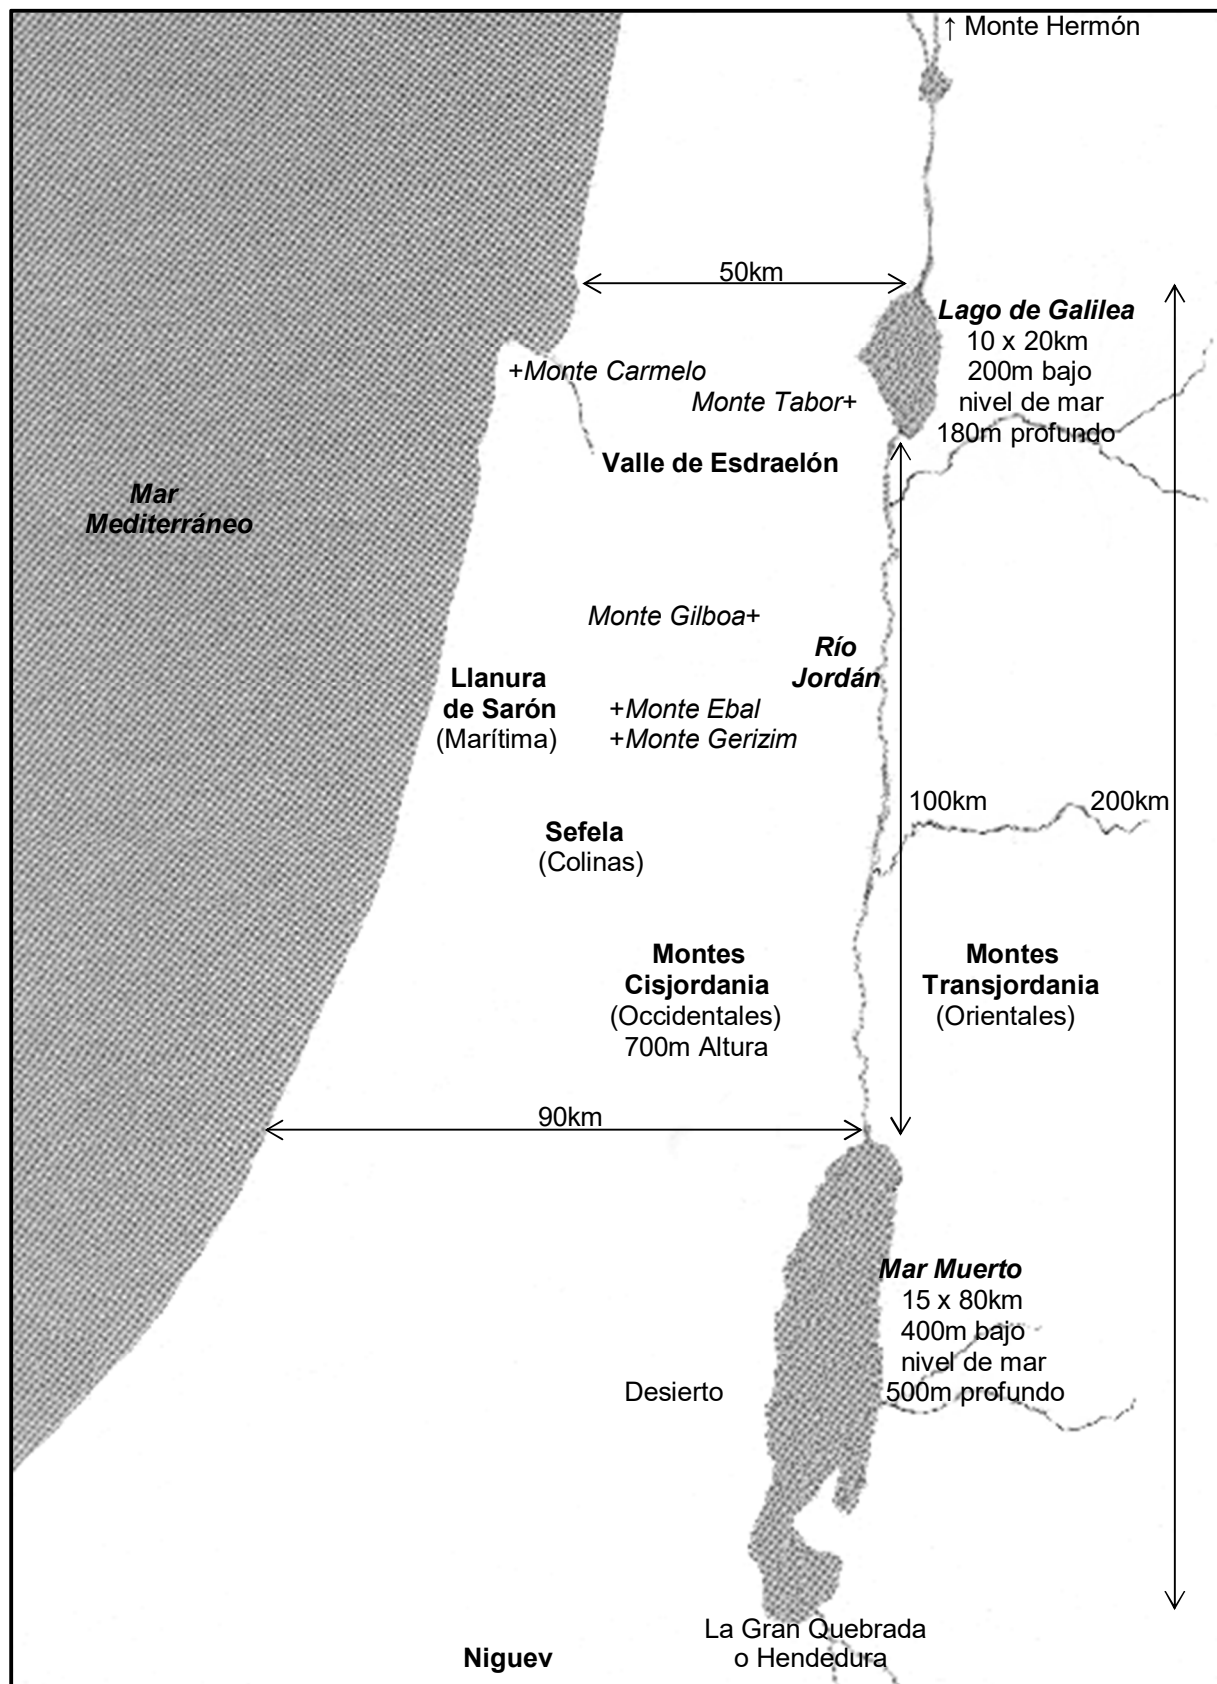 ↑ Monte Hermón
50km
Lago de Galilea
10 x 20km
200m bajo
nivel de mar
180m profundo
+Monte Carmelo
Monte Tabor+
Valle de Esdraelón
Mar
Mediterráneo
Monte Gilboa+
Río
Jordán
Llanura
de Sarón
(Marítima)
+Monte Ebal
+Monte Gerizim
100km
200km
Sefela
(Colinas)
Montes
Cisjordania
(Occidentales)
700m Altura
Montes
Transjordania
(Orientales)
90km
Mar Muerto
15 x 80km
400m bajo
nivel de mar
500m profundo
Desierto
La Gran Quebrada
o Hendedura
Niguev